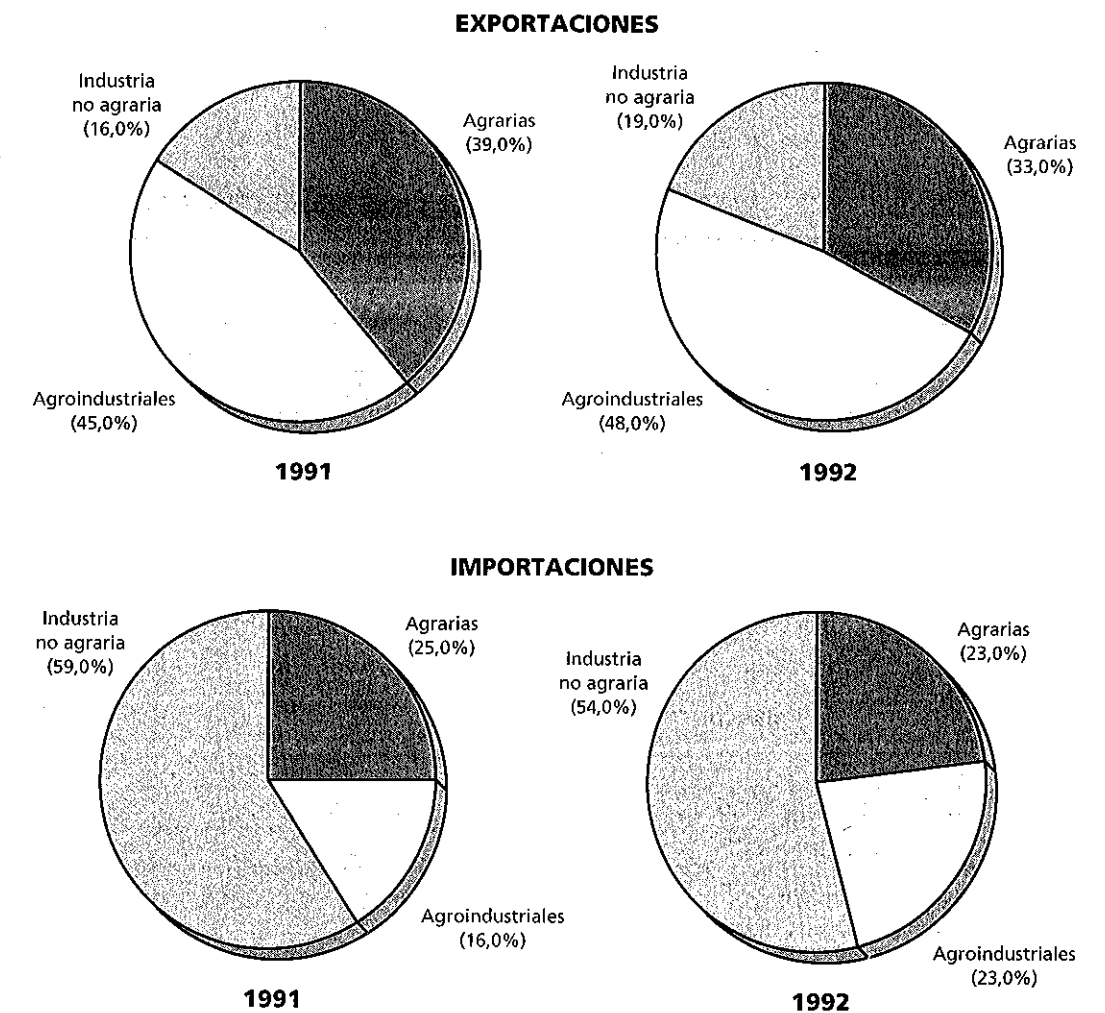 EXPORTACIONES
Industria
no agraria
(16,0%)
Agrarias
(39,0%)
Agroindustriales
(45,0%)
1991
Industria
no agraria
(19,0%)
Agrarias
(33,0%)
Agroindustriales
(48,0%)
1992
IMPORTACIONES
Industria
no agraria
(59,0%)
Agrarias
(25,0%)
Agroindustriales
(16,0%)
1991
Industria
no agraria
(54,0%)
Agrarias
(23,0%)
Agroindustriales
(23,0%)
1992